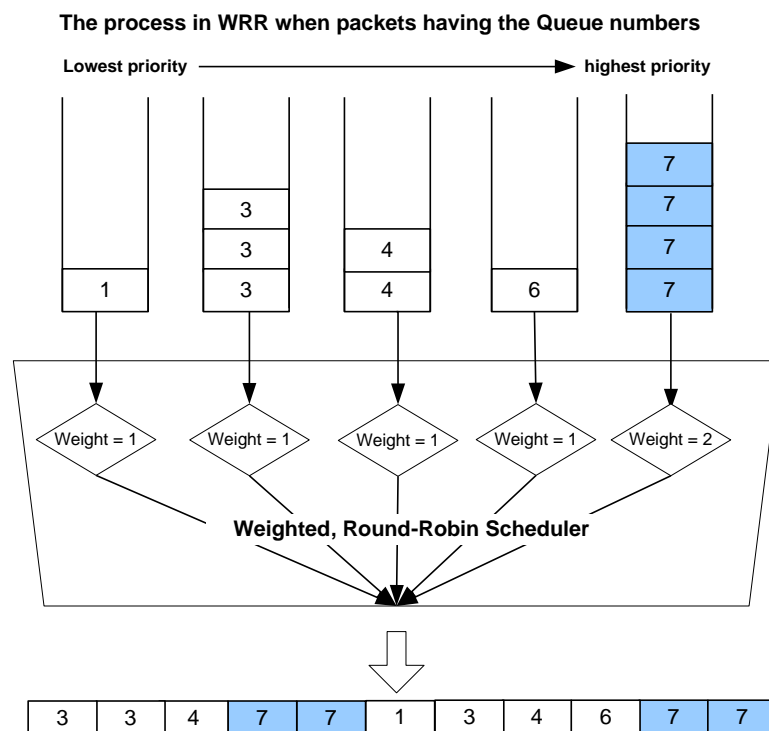 The process in WRR when packets having the Queue numbers
Lowest priority highest priority
7
3 7
3 4 7
1 3 4 6 7
Weight = 1 Weight = 1 Weight = 1 Weight = 1 Weight = 2
Weighted, Round-Robin Scheduler
3 3 4 7 7 1 3 4 6 7 7